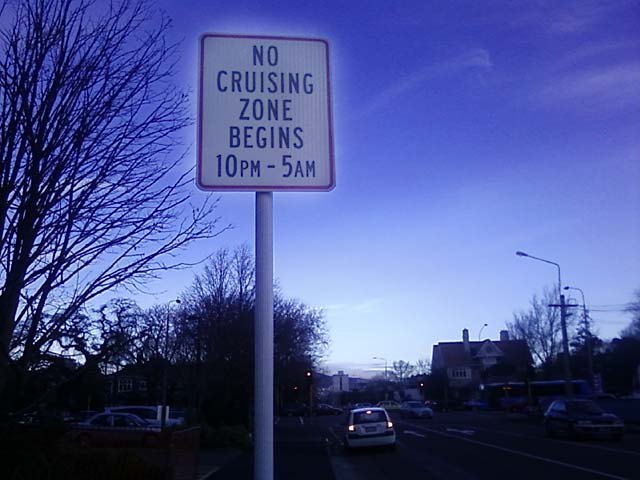 NO
CRUISING
ZONE
BEGINS
10PM - 5AM